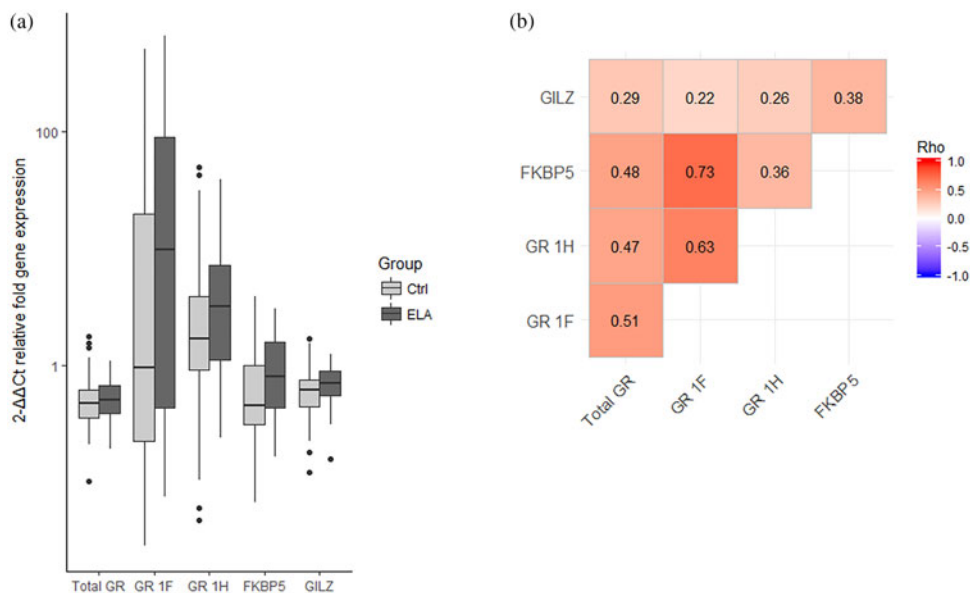 (a)
2-ΔΔCt relative fold gene expression
100
1
Total GR GR 1F GR 1H FKBP5 GILZ
Group
Ctrl
ELA
(b)
GILZ 0.29 0.22 0.26 0.38
FKBP5 0.48 0.73 0.36
GR 1H 0.47 0.63
GR 1F 0.51
Total GR GR 1F GR 1H FKBP5
Rho
1.0
0.5
0.0
-0.5
-1.0